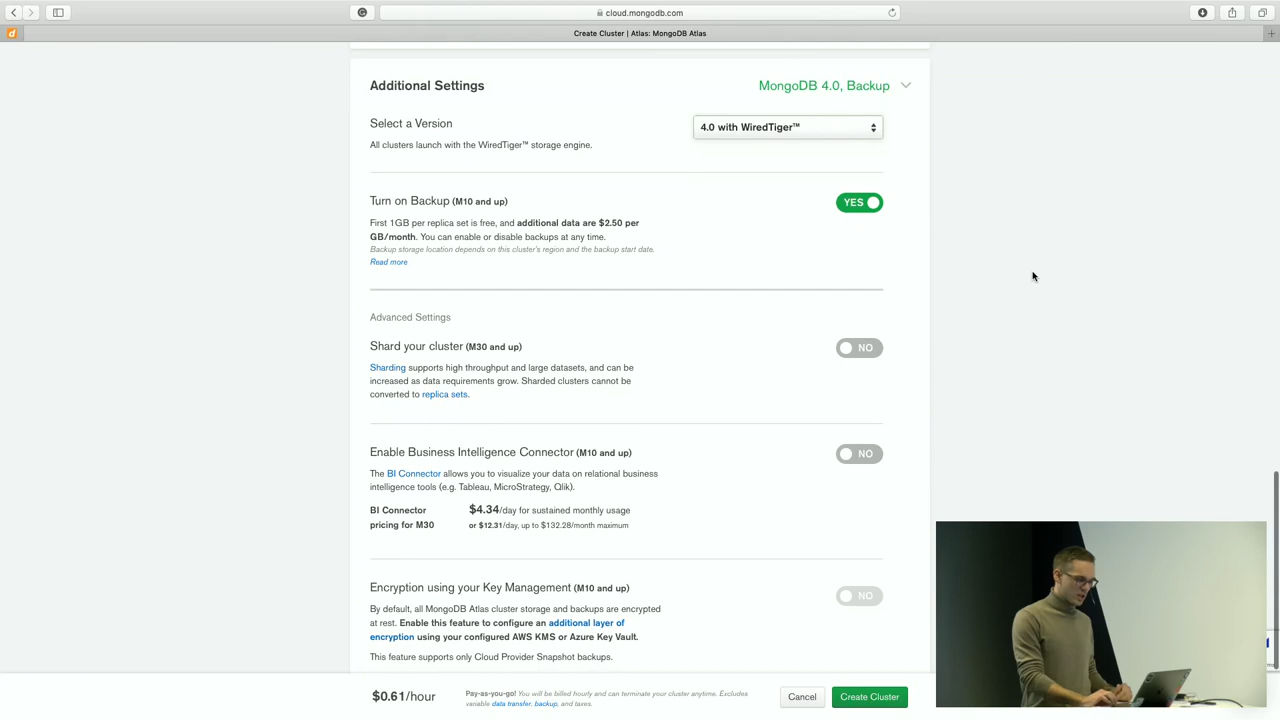 cloud.mongodb.com
d
Create Cluster | Atlas: MongoDB Atlas
Additional Settings
MongoDB 4.0, Backup
Select a Version
4.0 with WiredTiger™
All clusters launch with the WiredTiger™ storage engine.
Turn on Backup (M10 and up)
YES
First 1GB per replica set is free, and additional data are $2.50 per
GB/month. You can enable or disable backups at any time.
Backup storage location depends on this cluster's region and the backup start date.
Read more
Advanced Settings
Shard your cluster (M30 and up)
NO
Sharding supports high throughput and large datasets, and can be
increased as data requirements grow. Sharded clusters cannot be
converted to replica sets.
Enable Business Intelligence Connector (M10 and up)
NO
The BI Connector allows you to visualize your data on relational business
intelligence tools (e.g. Tableau, MicroStrategy, Qlik).
BI Connector
pricing for M30
$4.34/day for sustained monthly usage
or $12.31/day, up to $132.28/month maximum
Encryption using your Key Management (M10 and up)
NO
By default, all MongoDB Atlas cluster storage and backups are encrypted
at rest. Enable this feature to configure an additional layer of
encryption using your configured AWS KMS or Azure Key Vault.
This feature supports only Cloud Provider Snapshot backups.
$0.61/hour
Pay-as-you-go! You will be billed hourly and can terminate your cluster anytime. Excludes
variable data transfer, backup, and taxes.
Cancel
Create Cluster